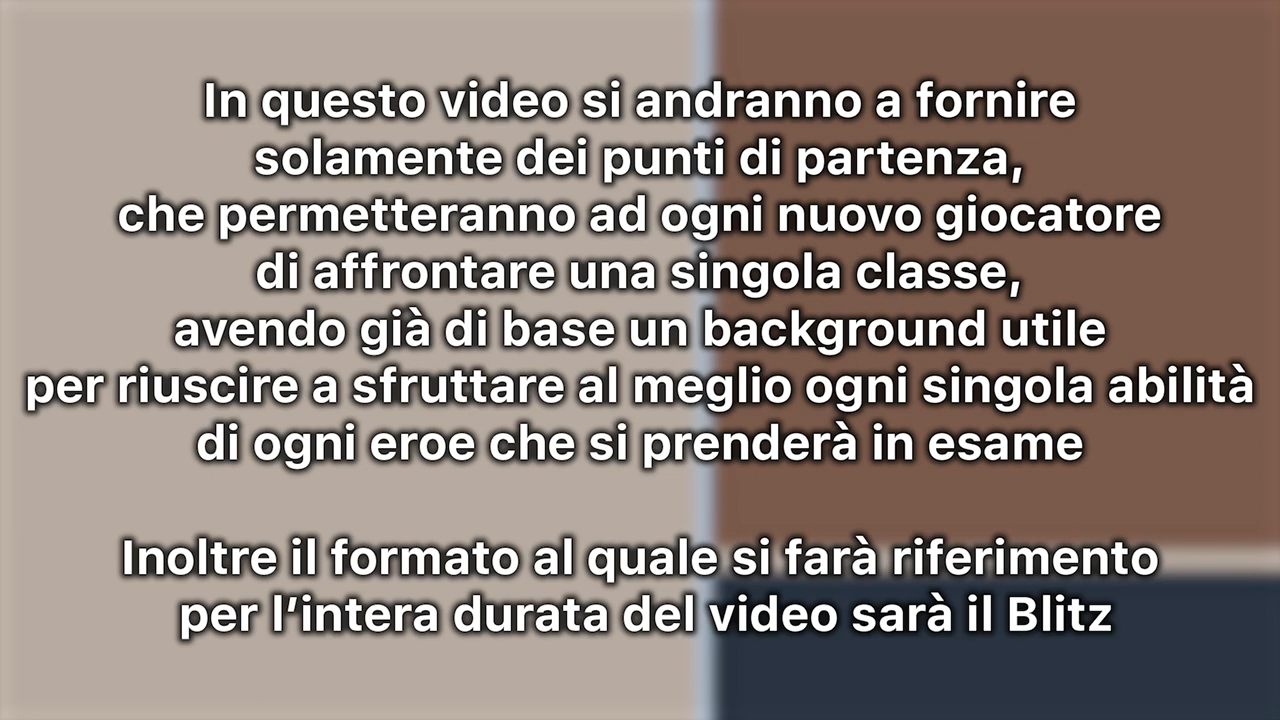 In questo video si andranno a fornire
solamente dei punti di partenza,
che permetteranno ad ogni nuovo giocatore
di affrontare una singola classe,
avendo già di base un background utile
per riuscire a sfruttare al meglio ogni singola abilità
di ogni eroe che si prenderà in esame
Inoltre il formato al quale si farà riferimento
per l’intera durata del video sarà il Blitz